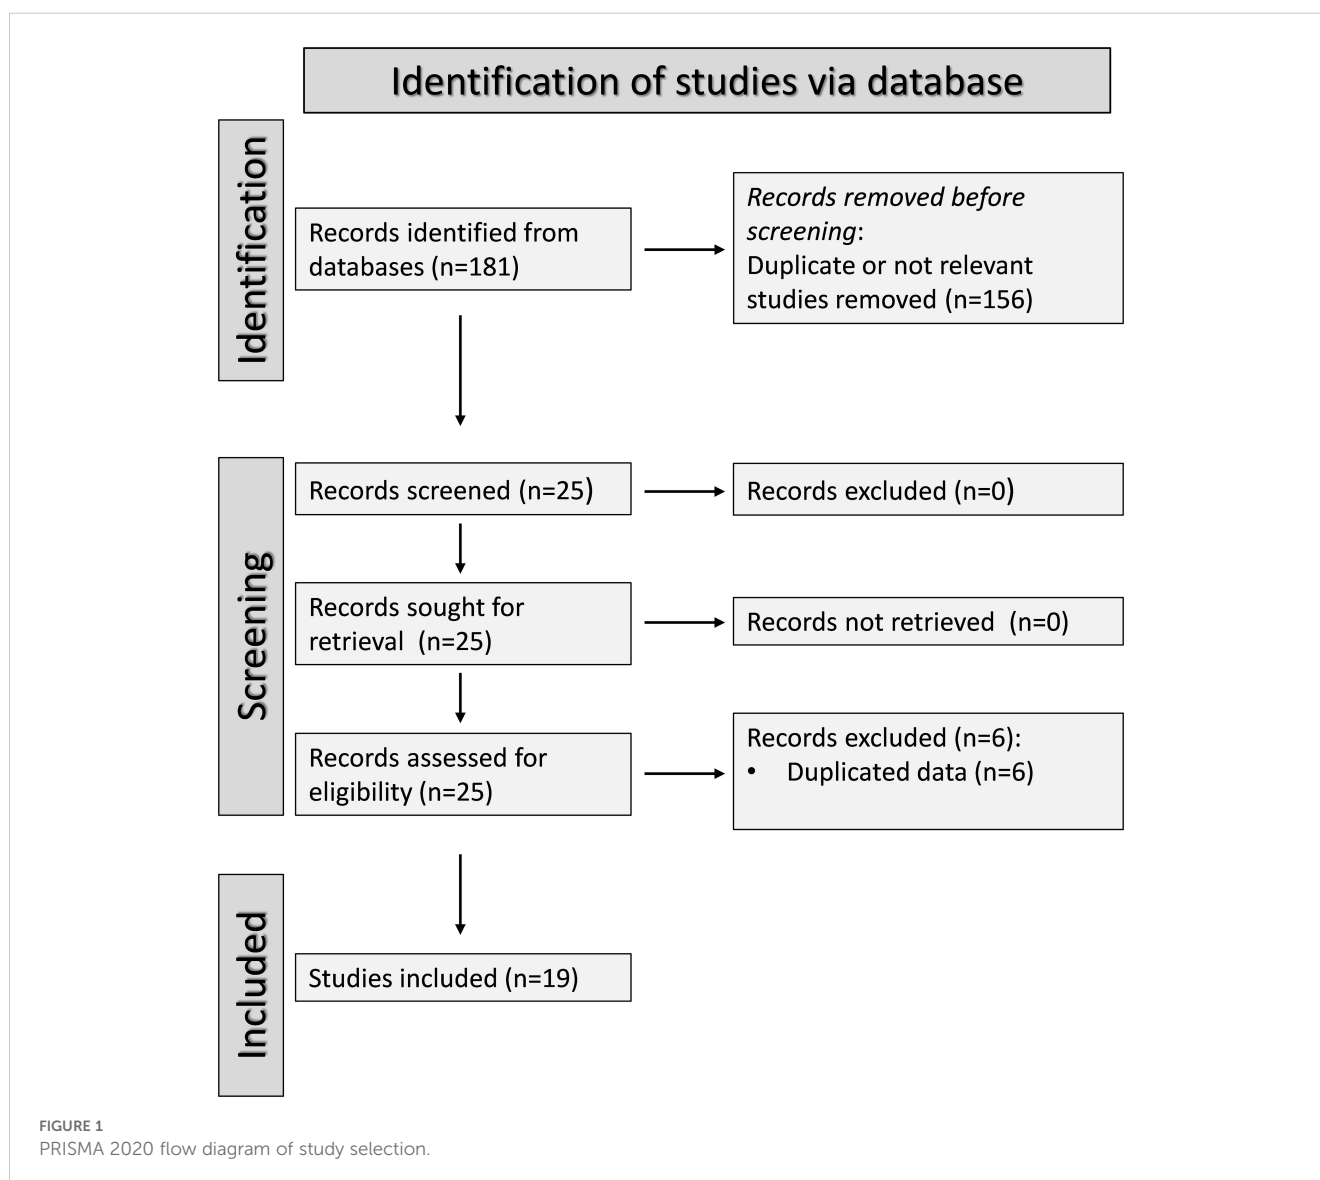 Identification of studies via database
Identification
Records identified from
databases (n=181)
Records removed before
screening:
Duplicate or not relevant
studies removed (n=156)
Screening
Records screened (n=25)
Records excluded (n=0)
Records sought for
retrieval  (n=25)
Records not retrieved  (n=0)
Records assessed for
eligibility (n=25)
Records excluded (n=6):
• Duplicated data (n=6)
Included
Studies included (n=19)
FIGURE 1
PRISMA 2020 flow diagram of study selection.